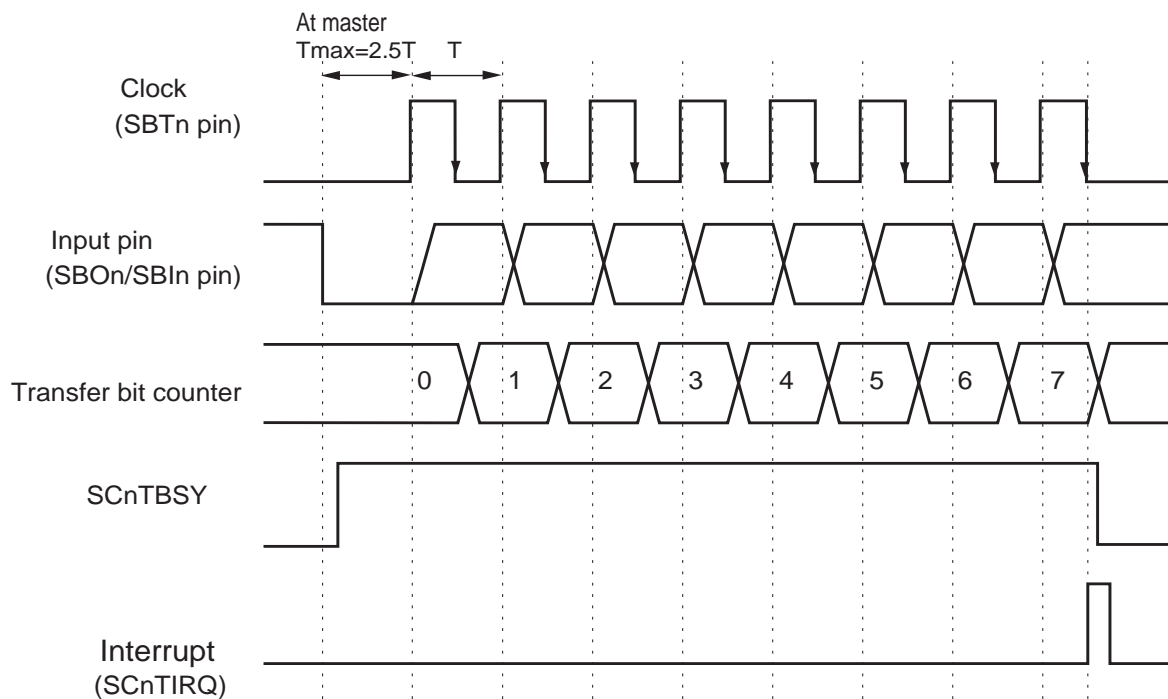 At master
Tmax=2.5T T
Clock
(SBTn pin)
Input pin
(SBOn/SBIn pin)
Transfer bit counter
0 1 2 3 4 5 6 7
SCnTBSY
Interrupt
(SCnTIRQ)